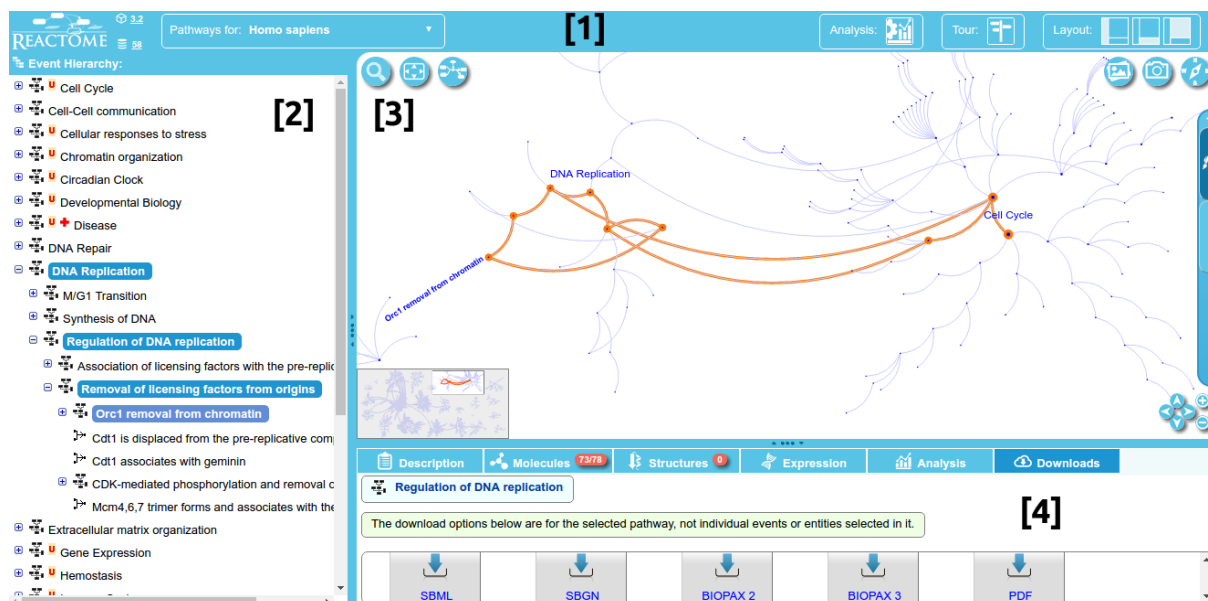 3.2
REACTOME 58
Pathways for: Homo sapiens
[1]
Analysis:
Tour:
Layout:
Event Hierarchy:
[2]
U Cell Cycle
Cell-Cell communication
U Cellular responses to stress
U Chromatin organization
U Circadian Clock
U Developmental Biology
U Disease
DNA Repair
DNA Replication
M/G1 Transition
Synthesis of DNA
Regulation of DNA replication
Association of licensing factors with the pre-replic
Removal of licensing factors from origins
Orc1 removal from chromatin
Cdt1 is displaced from the pre-replicative com
Cdt1 associates with geminin
CDK-mediated phosphorylation and removal o
Mcm4,6,7 trimer forms and associates with the
Extracellular matrix organization
U Gene Expression
U Hemostasis
[3]
DNA Replication
Cell Cycle
Orc1 removal from chromatin
Description
Molecules 73/78
Structures 0
Expression
Analysis
Downloads
Regulation of DNA replication
The download options below are for the selected pathway, not individual events or entities selected in it.
[4]
SBML
SBGN
BIOPAX 2
BIOPAX 3
PDF